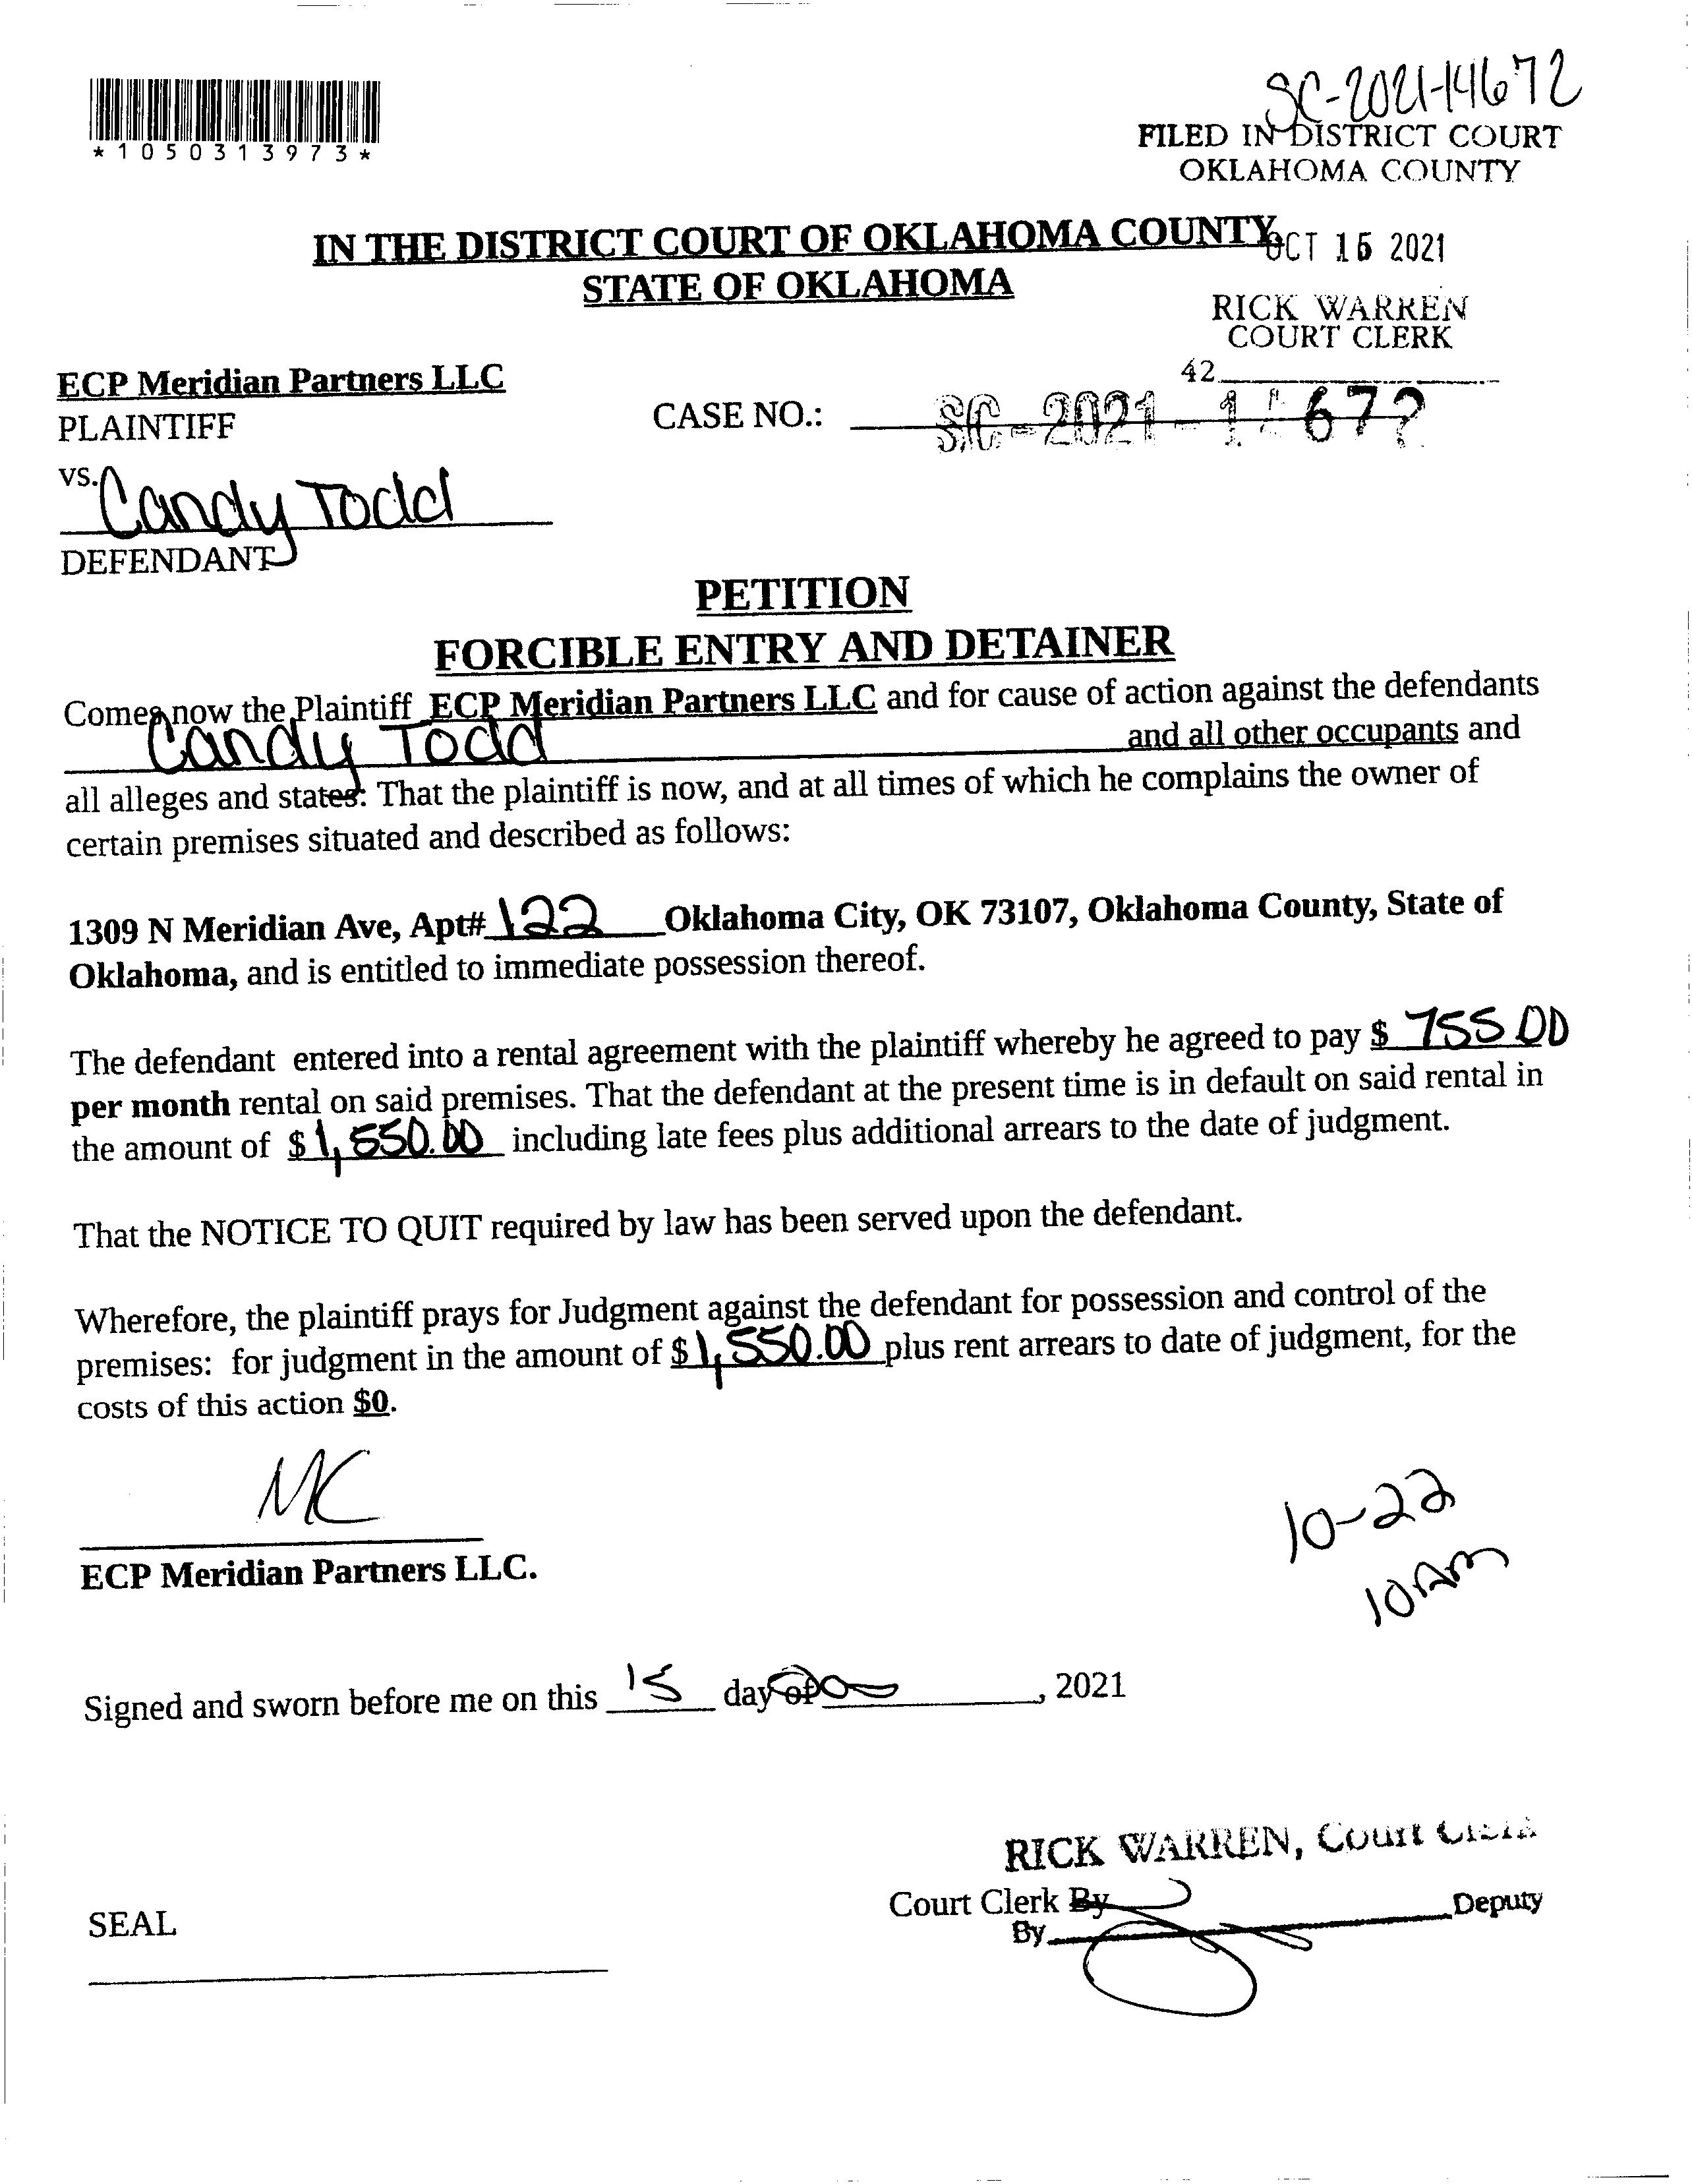 SC-2021-14672
*1050313973*
FILED IN DISTRICT COURT
OKLAHOMA COUNTY
IN THE DISTRICT COURT OF OKLAHOMA COUNTY
STATE OF OKLAHOMA
OCT 15 2021
RICK WARREN
COURT CLERK
42
ECP Meridian Partners LLC
PLAINTIFF
CASE NO.: SC-2021-14672
vs. Candy Todd
DEFENDANT
PETITION
FORCIBLE ENTRY AND DETAINER
Comes now the Plaintiff ECP Meridian Partners LLC and for cause of action against the defendants
Candy Todd and all other occupants and
all alleges and states: That the plaintiff is now, and at all times of which he complains the owner of
certain premises situated and described as follows:
1309 N Meridian Ave, Apt# 122 Oklahoma City, OK 73107, Oklahoma County, State of
Oklahoma, and is entitled to immediate possession thereof.
The defendant entered into a rental agreement with the plaintiff whereby he agreed to pay $ 755.00
per month rental on said premises. That the defendant at the present time is in default on said rental in
the amount of $1,550.00 including late fees plus additional arrears to the date of judgment.
That the NOTICE TO QUIT required by law has been served upon the defendant.
Wherefore, the plaintiff prays for Judgment against the defendant for possession and control of the
premises: for judgment in the amount of $1,550.00 plus rent arrears to date of judgment, for the
costs of this action $0.
MC
ECP Meridian Partners LLC.
10-22
10AM
Signed and sworn before me on this 15 day of , 2021
RICK WARREN, Court Clerk
Court Clerk By
By Deputy
SEAL